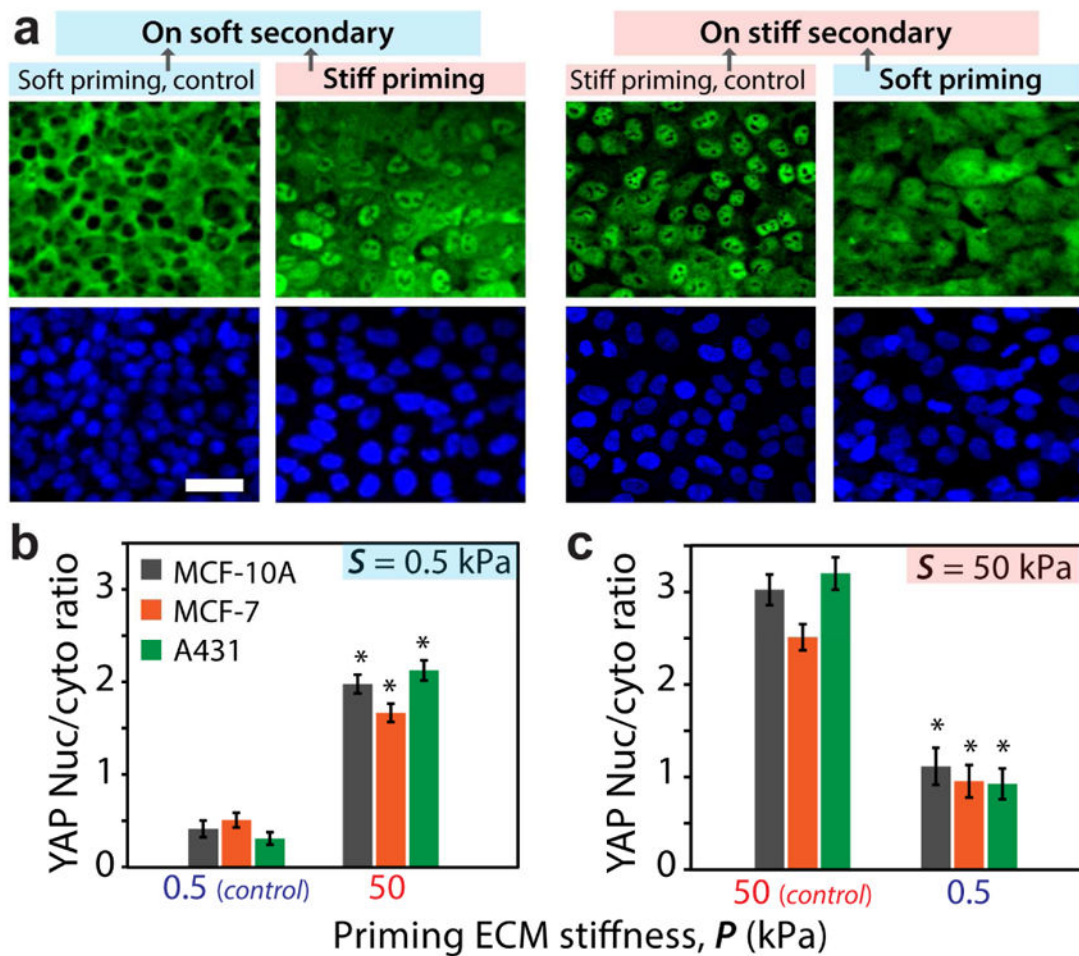 a
On soft secondary
On stiff secondary
Soft priming, control
Stiff priming
Stiff priming, control
Soft priming
b
c
YAP Nuc/cyto ratio
3
2
1
0
MCF-10A
MCF-7
A431
S = 0.5 kPa
* * *
0.5 (control)
50
YAP Nuc/cyto ratio
3
2
1
0
S = 50 kPa
* * *
50 (control)
0.5
Priming ECM stiffness, P (kPa)